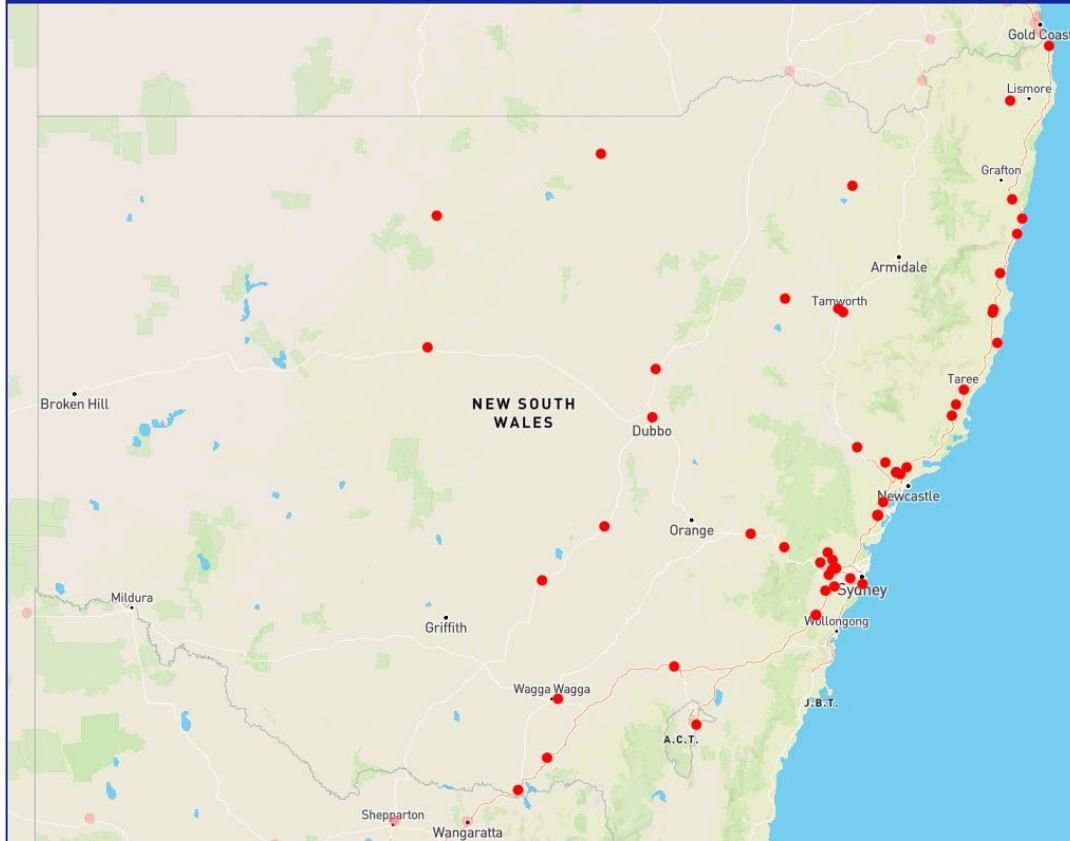 Gold Coast
Lismore
Grafton
Armidale
Tamworth
Taree
Broken Hill
NEW SOUTH
WALES
Dubbo
Newcastle
Orange
Sydney
Mildura
Griffith
Wollongong
Wagga Wagga
J.B.T.
A.C.T.
Shepparton
Wangaratta